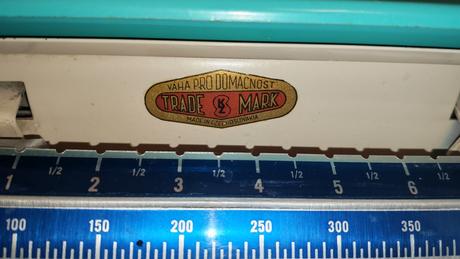 VÁHA PRO DOMÁCNOST
TRADE MARK
MADE IN CZECHOSLOVAKIA
1 1/2 2 1/2 3 1/2 4 1/2 5 1/2 6 1/2
100 150 200 250 300 350